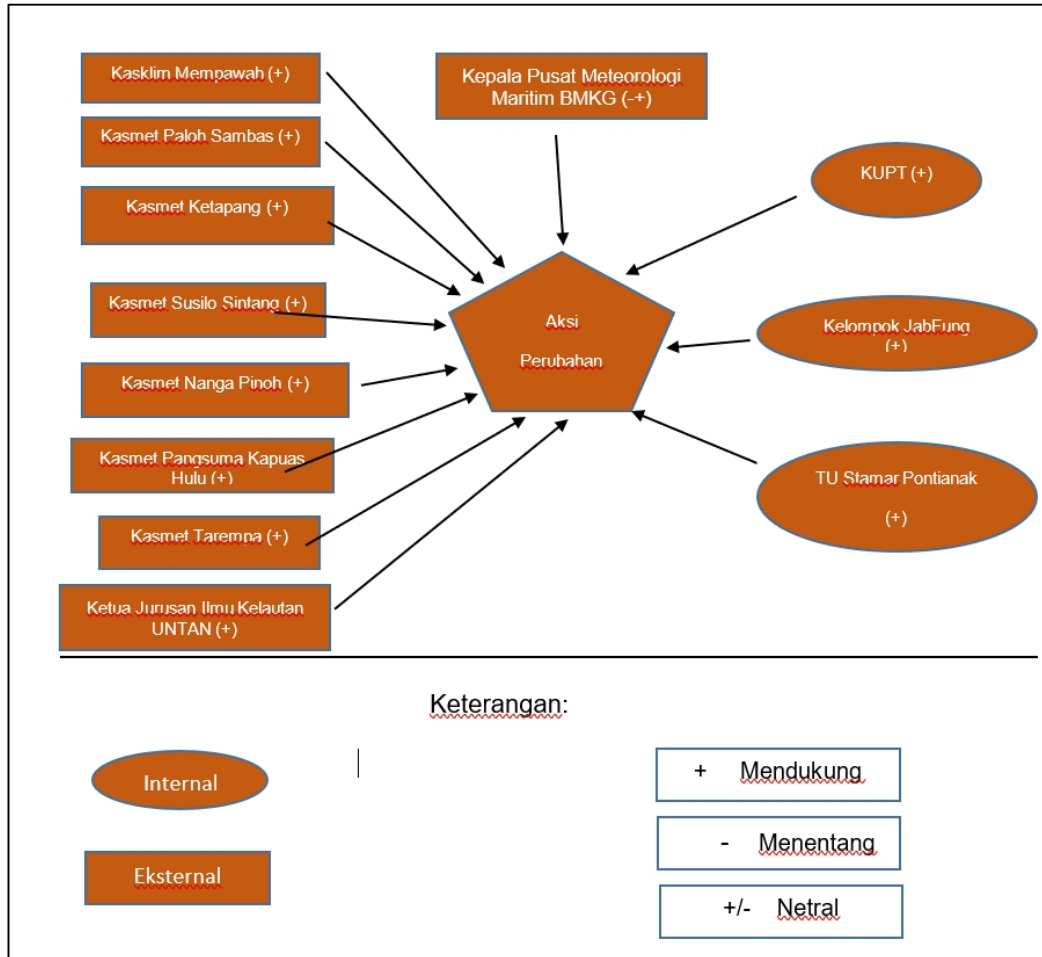 Kasklim Mempawah (+)
Kepala Pusat Meteorologi
Maritim BMKG (-+)
Kasmet Paloh Sambas (+)
KUPT (+)
Kasmet Ketapang (+)
Kasmet Susilo Sintang (+)
Aksi
Perubahan
Kelompok JabFung
(+)
Kasmet Nanga Pinoh (+)
Kasmet Pangsuma Kapuas
Hulu (+)
TU Stamar Pontianak
(+)
Kasmet Tarempa (+)
Ketua Jurusan Ilmu Kelautan
UNTAN (+)
Keterangan:
Internal
Eksternal
+ Mendukung
- Menentang
+/- Netral